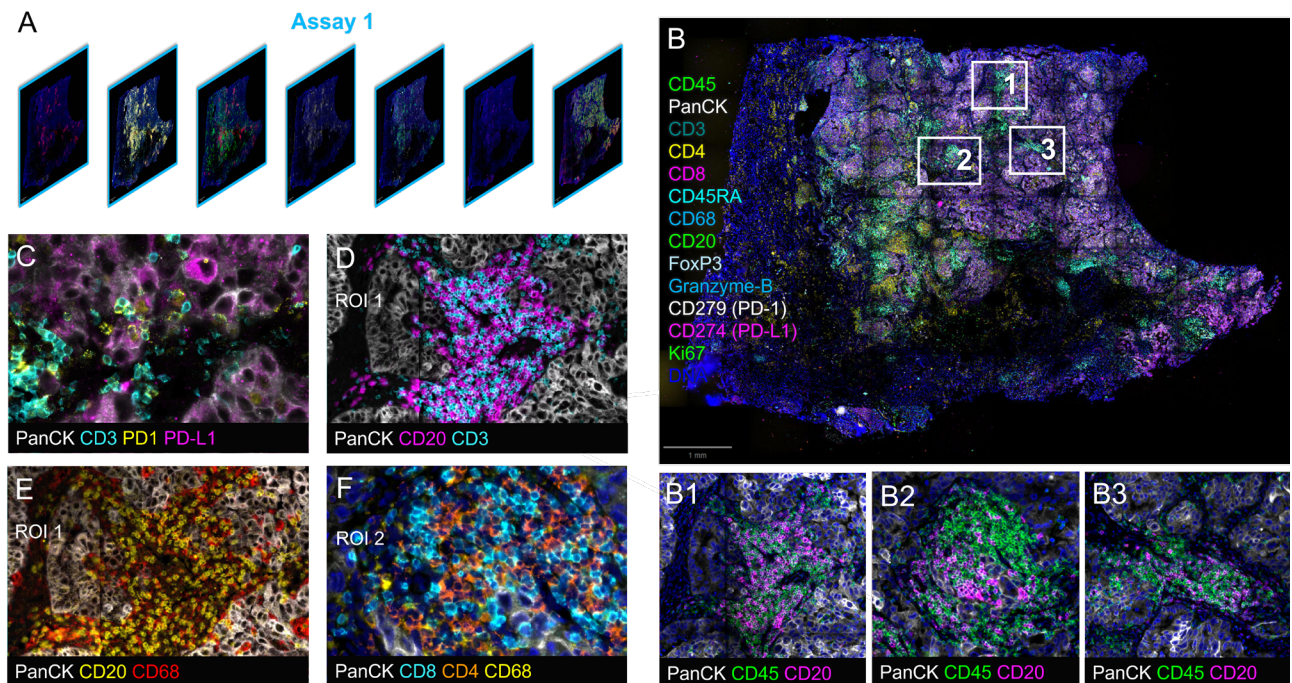 A
Assay 1
B
CD45
PanCK
CD3
CD4
CD8
CD45RA
CD68
CD20
FoxP3
Granzyme-B
CD279 (PD-1)
CD274 (PD-L1)
Ki67
1
2
3
1 mm
C
PanCK CD3 PD1 PD-L1
D
ROI 1
PanCK CD20 CD3
E
ROI 1
PanCK CD20 CD68
F
ROI 2
PanCK CD8 CD4 CD68
B1
PanCK CD45 CD20
B2
PanCK CD45 CD20
B3
PanCK CD45 CD20